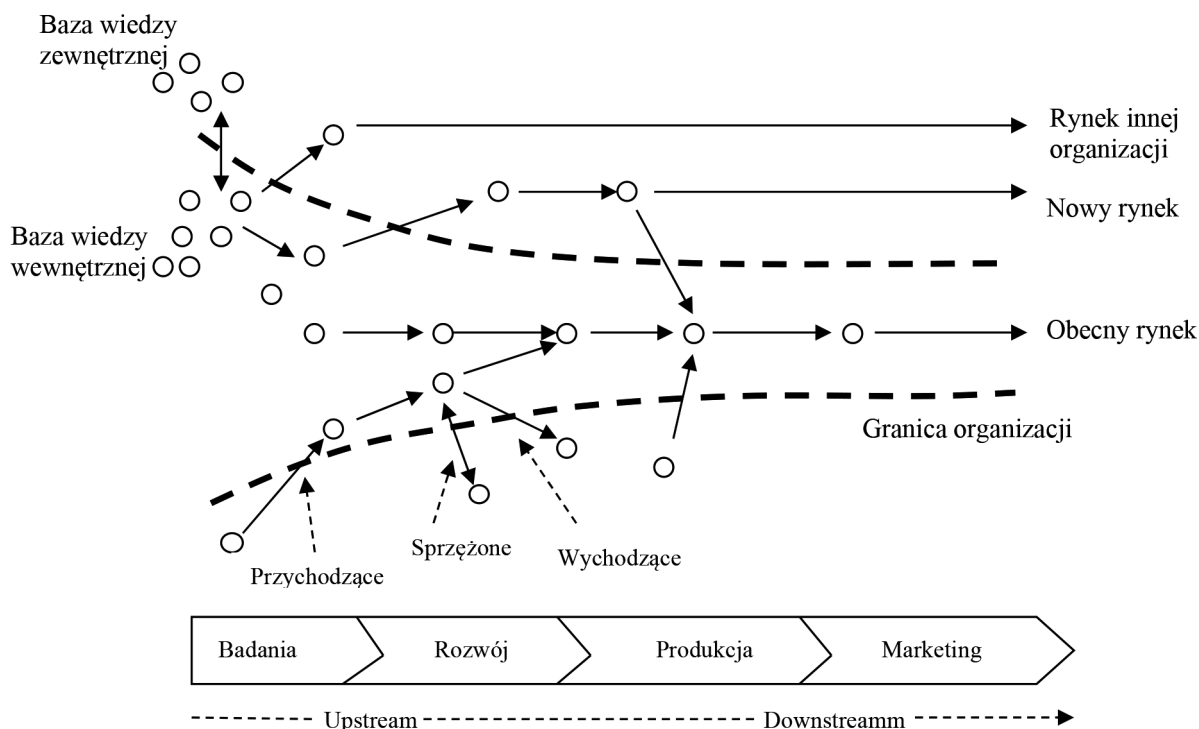 Baza wiedzy
zewnętrznej
Rynek innej
organizacji
Nowy rynek
Baza wiedzy
wewnętrznej
Obecny rynek
Granica organizacji
Sprzężone
Wychodzące
Przychodzące
Badania
Rozwój
Produkcja
Marketing
Upstream
Downstreamm